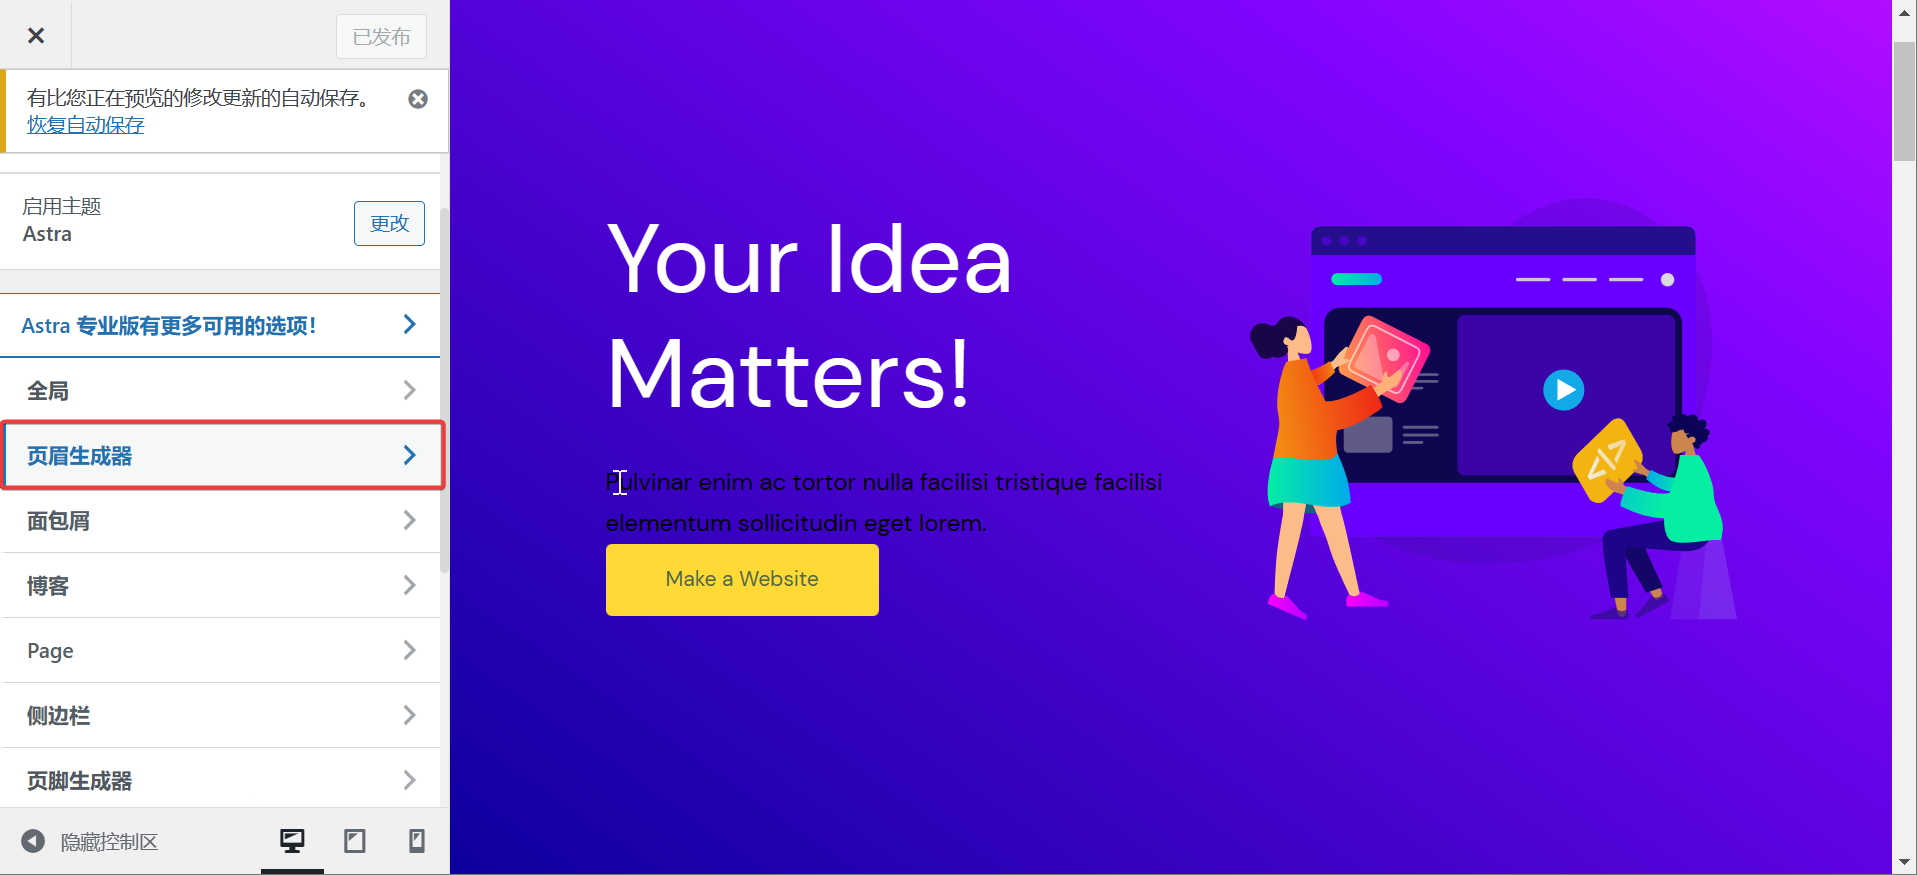 已发布
有比您正在预览的修改更新的自动保存。
恢复自动保存
启用主题
Astra
更改
Astra 专业版有更多可用的选项！
全局
页眉生成器
面包屑
博客
Page
侧边栏
页脚生成器
隐藏控制区
Your Idea
Matters!
Pulvinar enim ac tortor nulla facilisi tristique facilisi
elementum sollicitudin eget lorem.
Make a Website